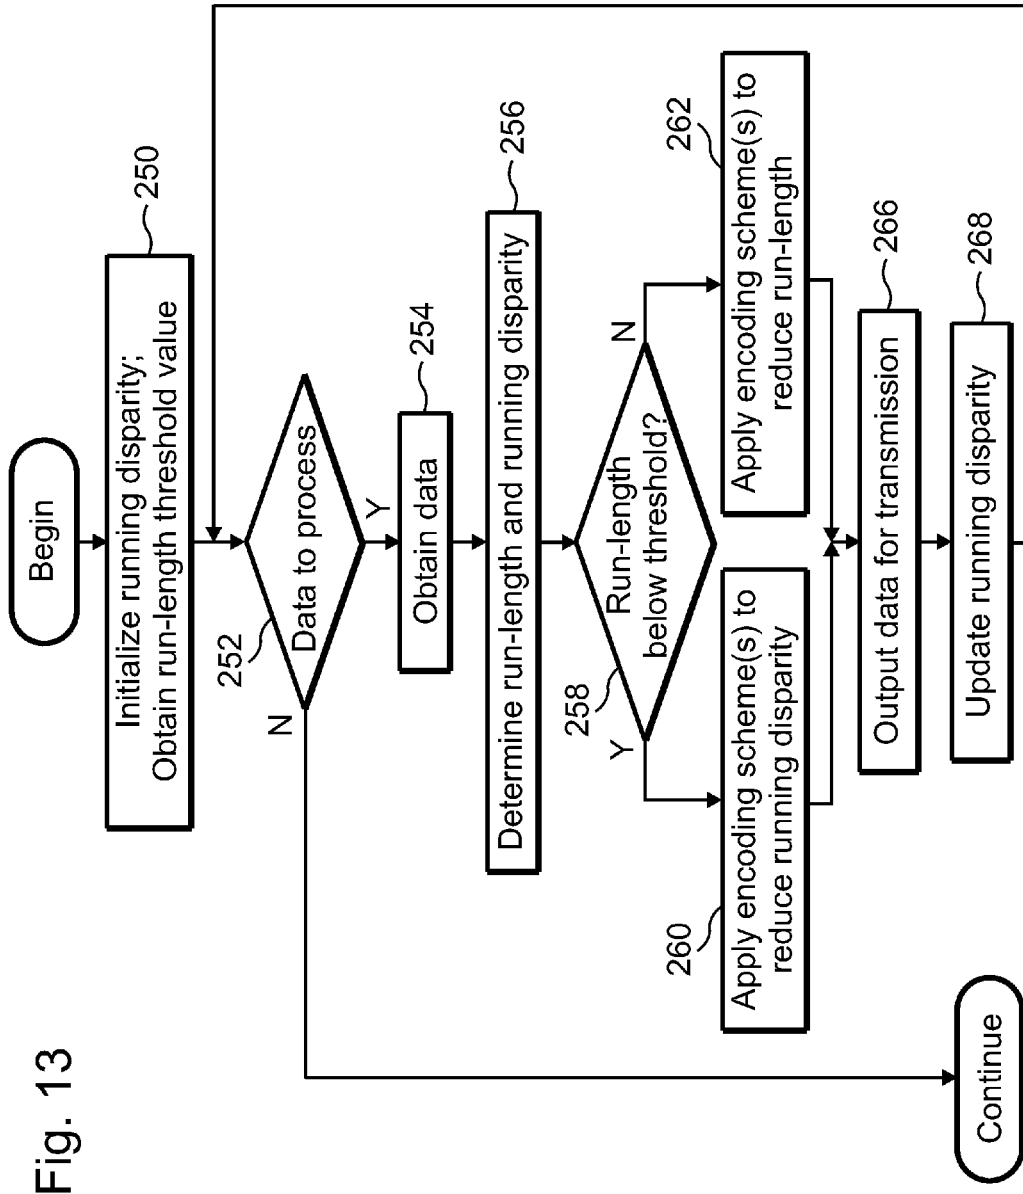 Fig. 13
Begin
250
Initialize running disparity;
Obtain run-length threshold value
252
Data to process
N
Y
254
Obtain data
256
Determine run-length and running disparity
258
Run-length
below threshold?
Y
N
260
Apply encoding scheme(s) to
reduce running disparity
262
Apply encoding scheme(s) to
reduce run-length
266
Output data for transmission
268
Update running disparity
Continue